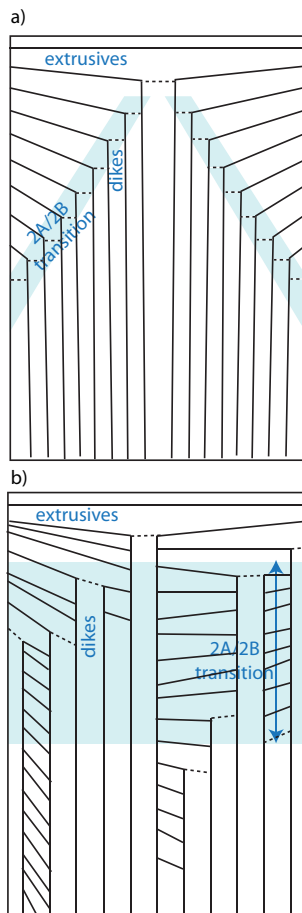 a)
extrusives
dikes
2A/2B
transition
b)
extrusives
dikes
2A/2B
transition